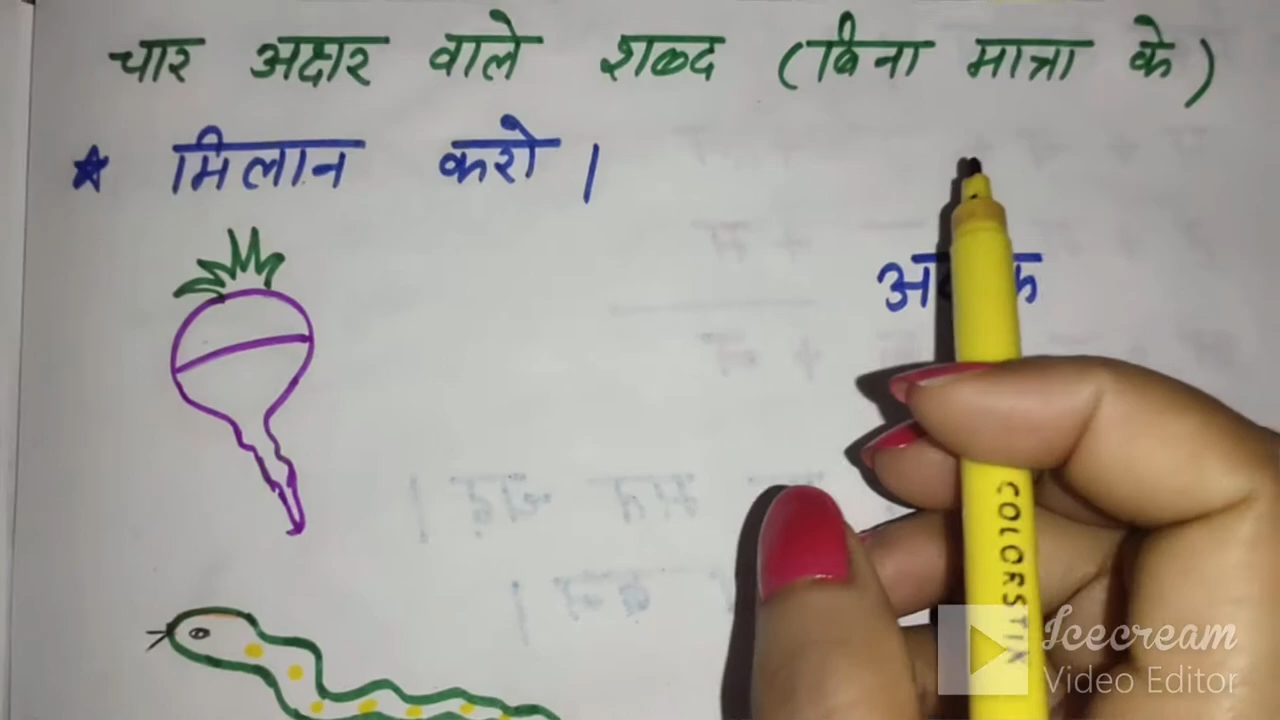 चार अक्षर वाले शब्द (बिना मात्रा के)
★ मिलान करो ।
COLORSTIX
Icecream
Video Editor